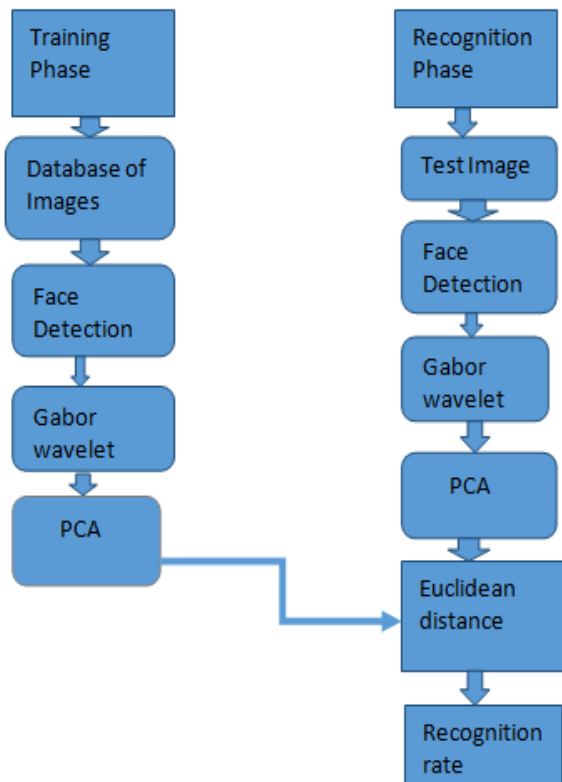 Training
Phase
Database of
Images
Face
Detection
Gabor
wavelet
PCA
Recognition
Phase
Test Image
Face
Detection
Gabor
wavelet
PCA
Euclidean
distance
Recognition
rate